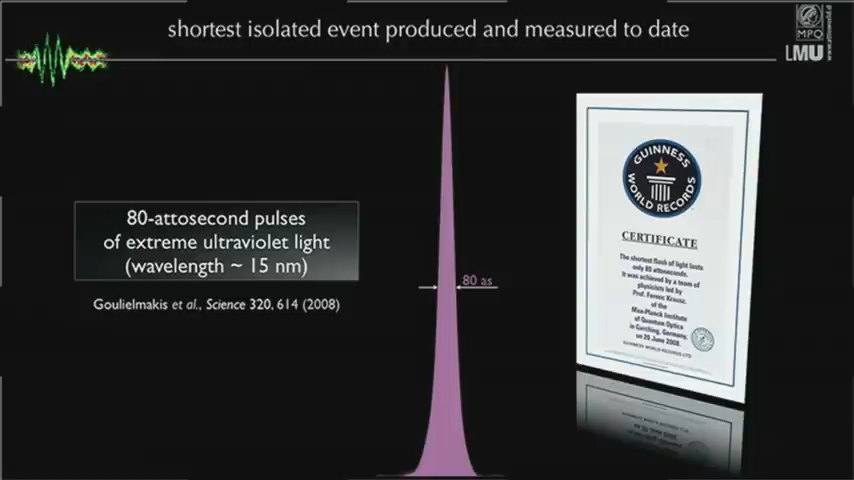 shortest isolated event produced and measured to date
MPQ
LMU
80-attosecond pulses
of extreme ultraviolet light
(wavelength ~ 15 nm)
Goulielmakis et al., Science 320, 614 (2008)
80 as
GUINNESS
WORLD RECORDS
CERTIFICATE
The shortest flash of light lasts
only 80 attoseconds.
It was achieved by a team of
physicists led by
Prof. Ferenc Krausz
of the
Max-Planck Institute
of Quantum Optics
in Garching, Germany,
on 20 June 2008.
GUINNESS WORLD RECORDS LTD